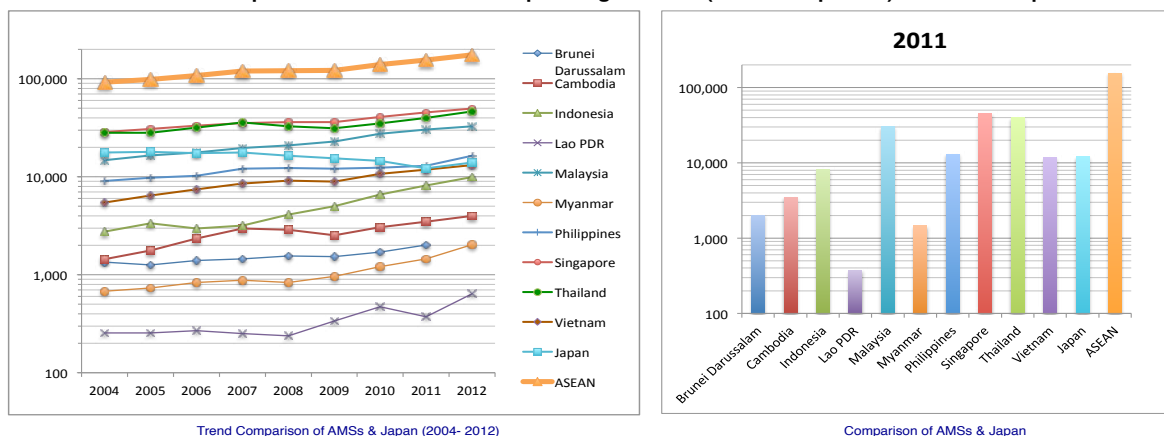 100,000
10,000
1,000
100
2004 2005 2006 2007 2008 2009 2010 2011 2012
Brunei
Darussalam
Cambodia
Indonesia
Lao PDR
Malaysia
Myanmar
Philippines
Singapore
Thailand
Vietnam
Japan
ASEAN
Trend Comparison of AMSs & Japan (2004- 2012)
2011
100,000
10,000
1,000
100
Brunei Darussalam
Cambodia
Indonesia
Lao PDR
Malaysia
Myanmar
Philippines
Singapore
Thailand
Vietnam
Japan
ASEAN
Comparison of AMSs & Japan